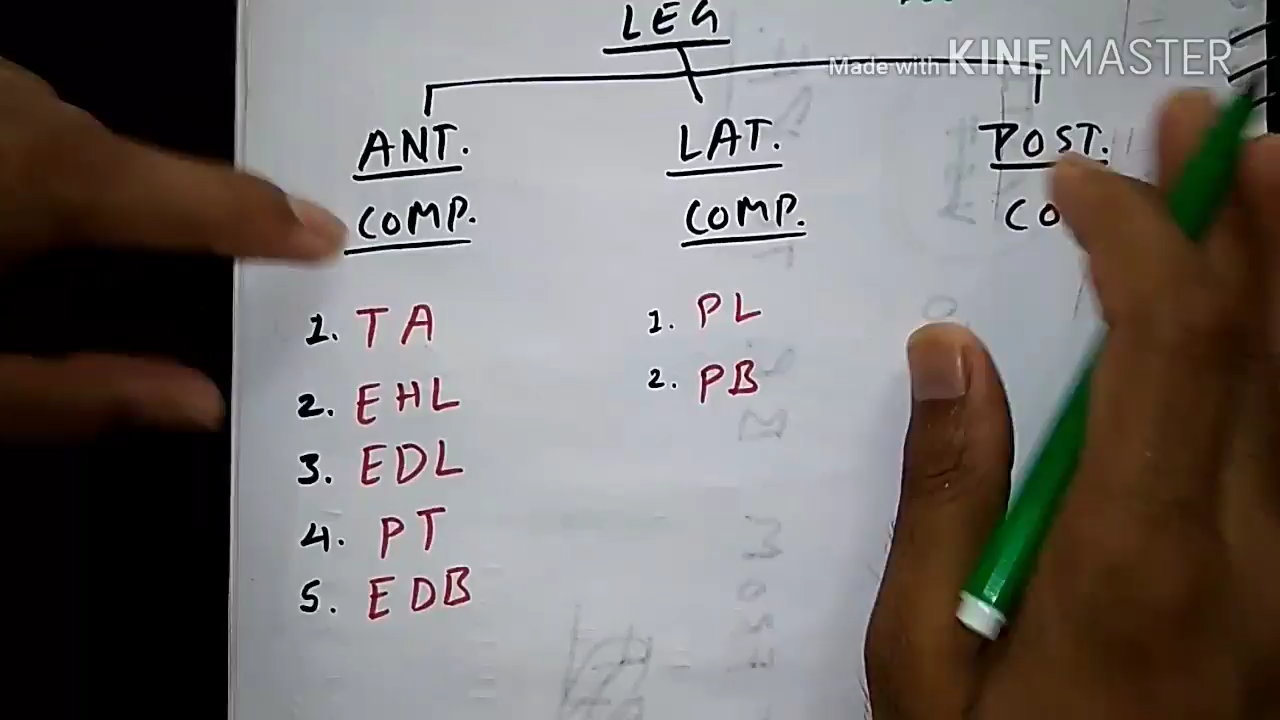 LEG
Made with KINEMASTER
ANT. LAT. POST.
COMP. COMP. CO
1. TA 1. PL
2. EHL 2. PB
3. EDL
4. PT
5. EDB